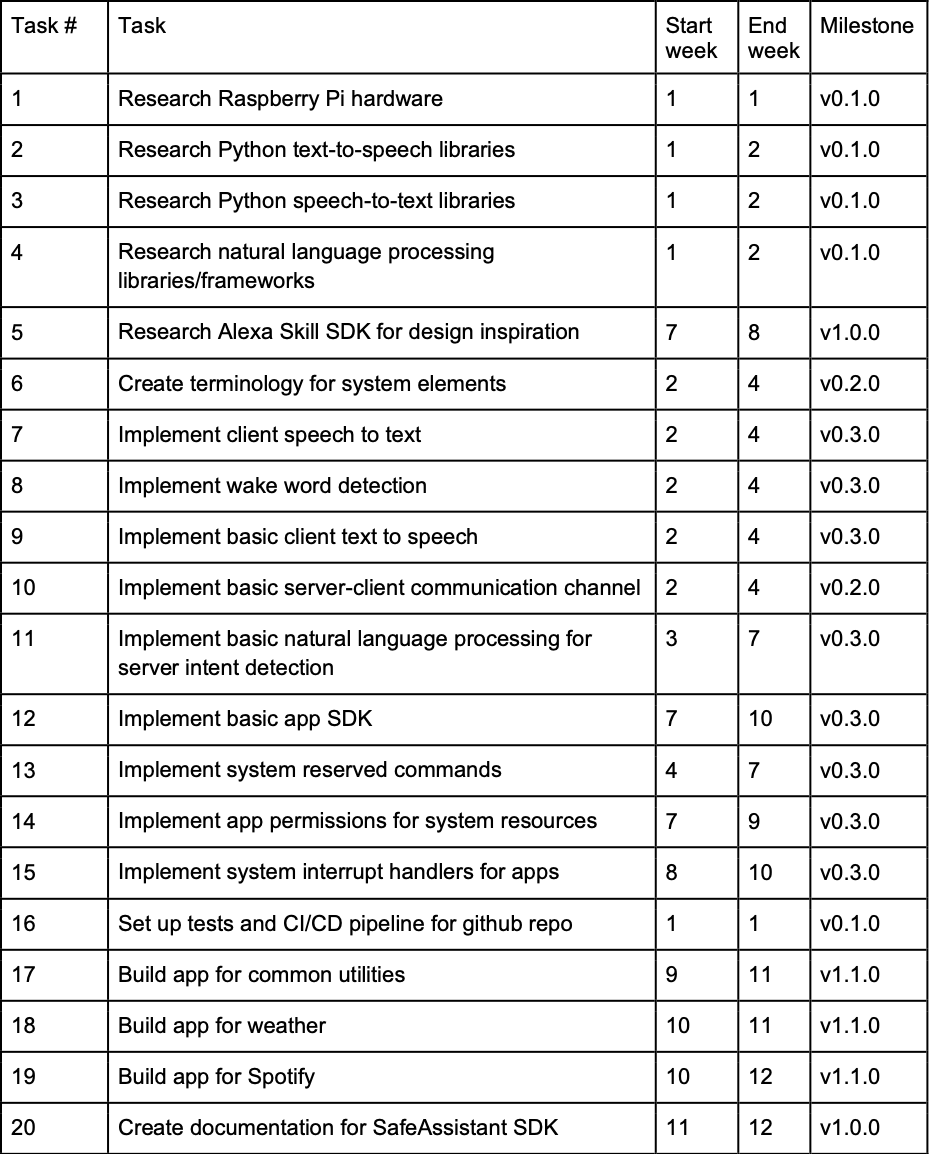 Task # Task Start week End week Milestone
1 Research Raspberry Pi hardware 1 1 v0.1.0
2 Research Python text-to-speech libraries 1 2 v0.1.0
3 Research Python speech-to-text libraries 1 2 v0.1.0
4 Research natural language processing 1 2 v0.1.0
libraries/frameworks
5 Research Alexa Skill SDK for design inspiration 7 8 v1.0.0
6 Create terminology for system elements 2 4 v0.2.0
7 Implement client speech to text 2 4 v0.3.0
8 Implement wake word detection 2 4 v0.3.0
9 Implement basic client text to speech 2 4 v0.3.0
10 Implement basic server-client communication channel 2 4 v0.2.0
11 Implement basic natural language processing for 3 7 v0.3.0
server intent detection
12 Implement basic app SDK 7 10 v0.3.0
13 Implement system reserved commands 4 7 v0.3.0
14 Implement app permissions for system resources 7 9 v0.3.0
15 Implement system interrupt handlers for apps 8 10 v0.3.0
16 Set up tests and CI/CD pipeline for github repo 1 1 v0.1.0
17 Build app for common utilities 9 11 v1.1.0
18 Build app for weather 10 11 v1.1.0
19 Build app for Spotify 10 12 v1.1.0
20 Create documentation for SafeAssistant SDK 11 12 v1.0.0